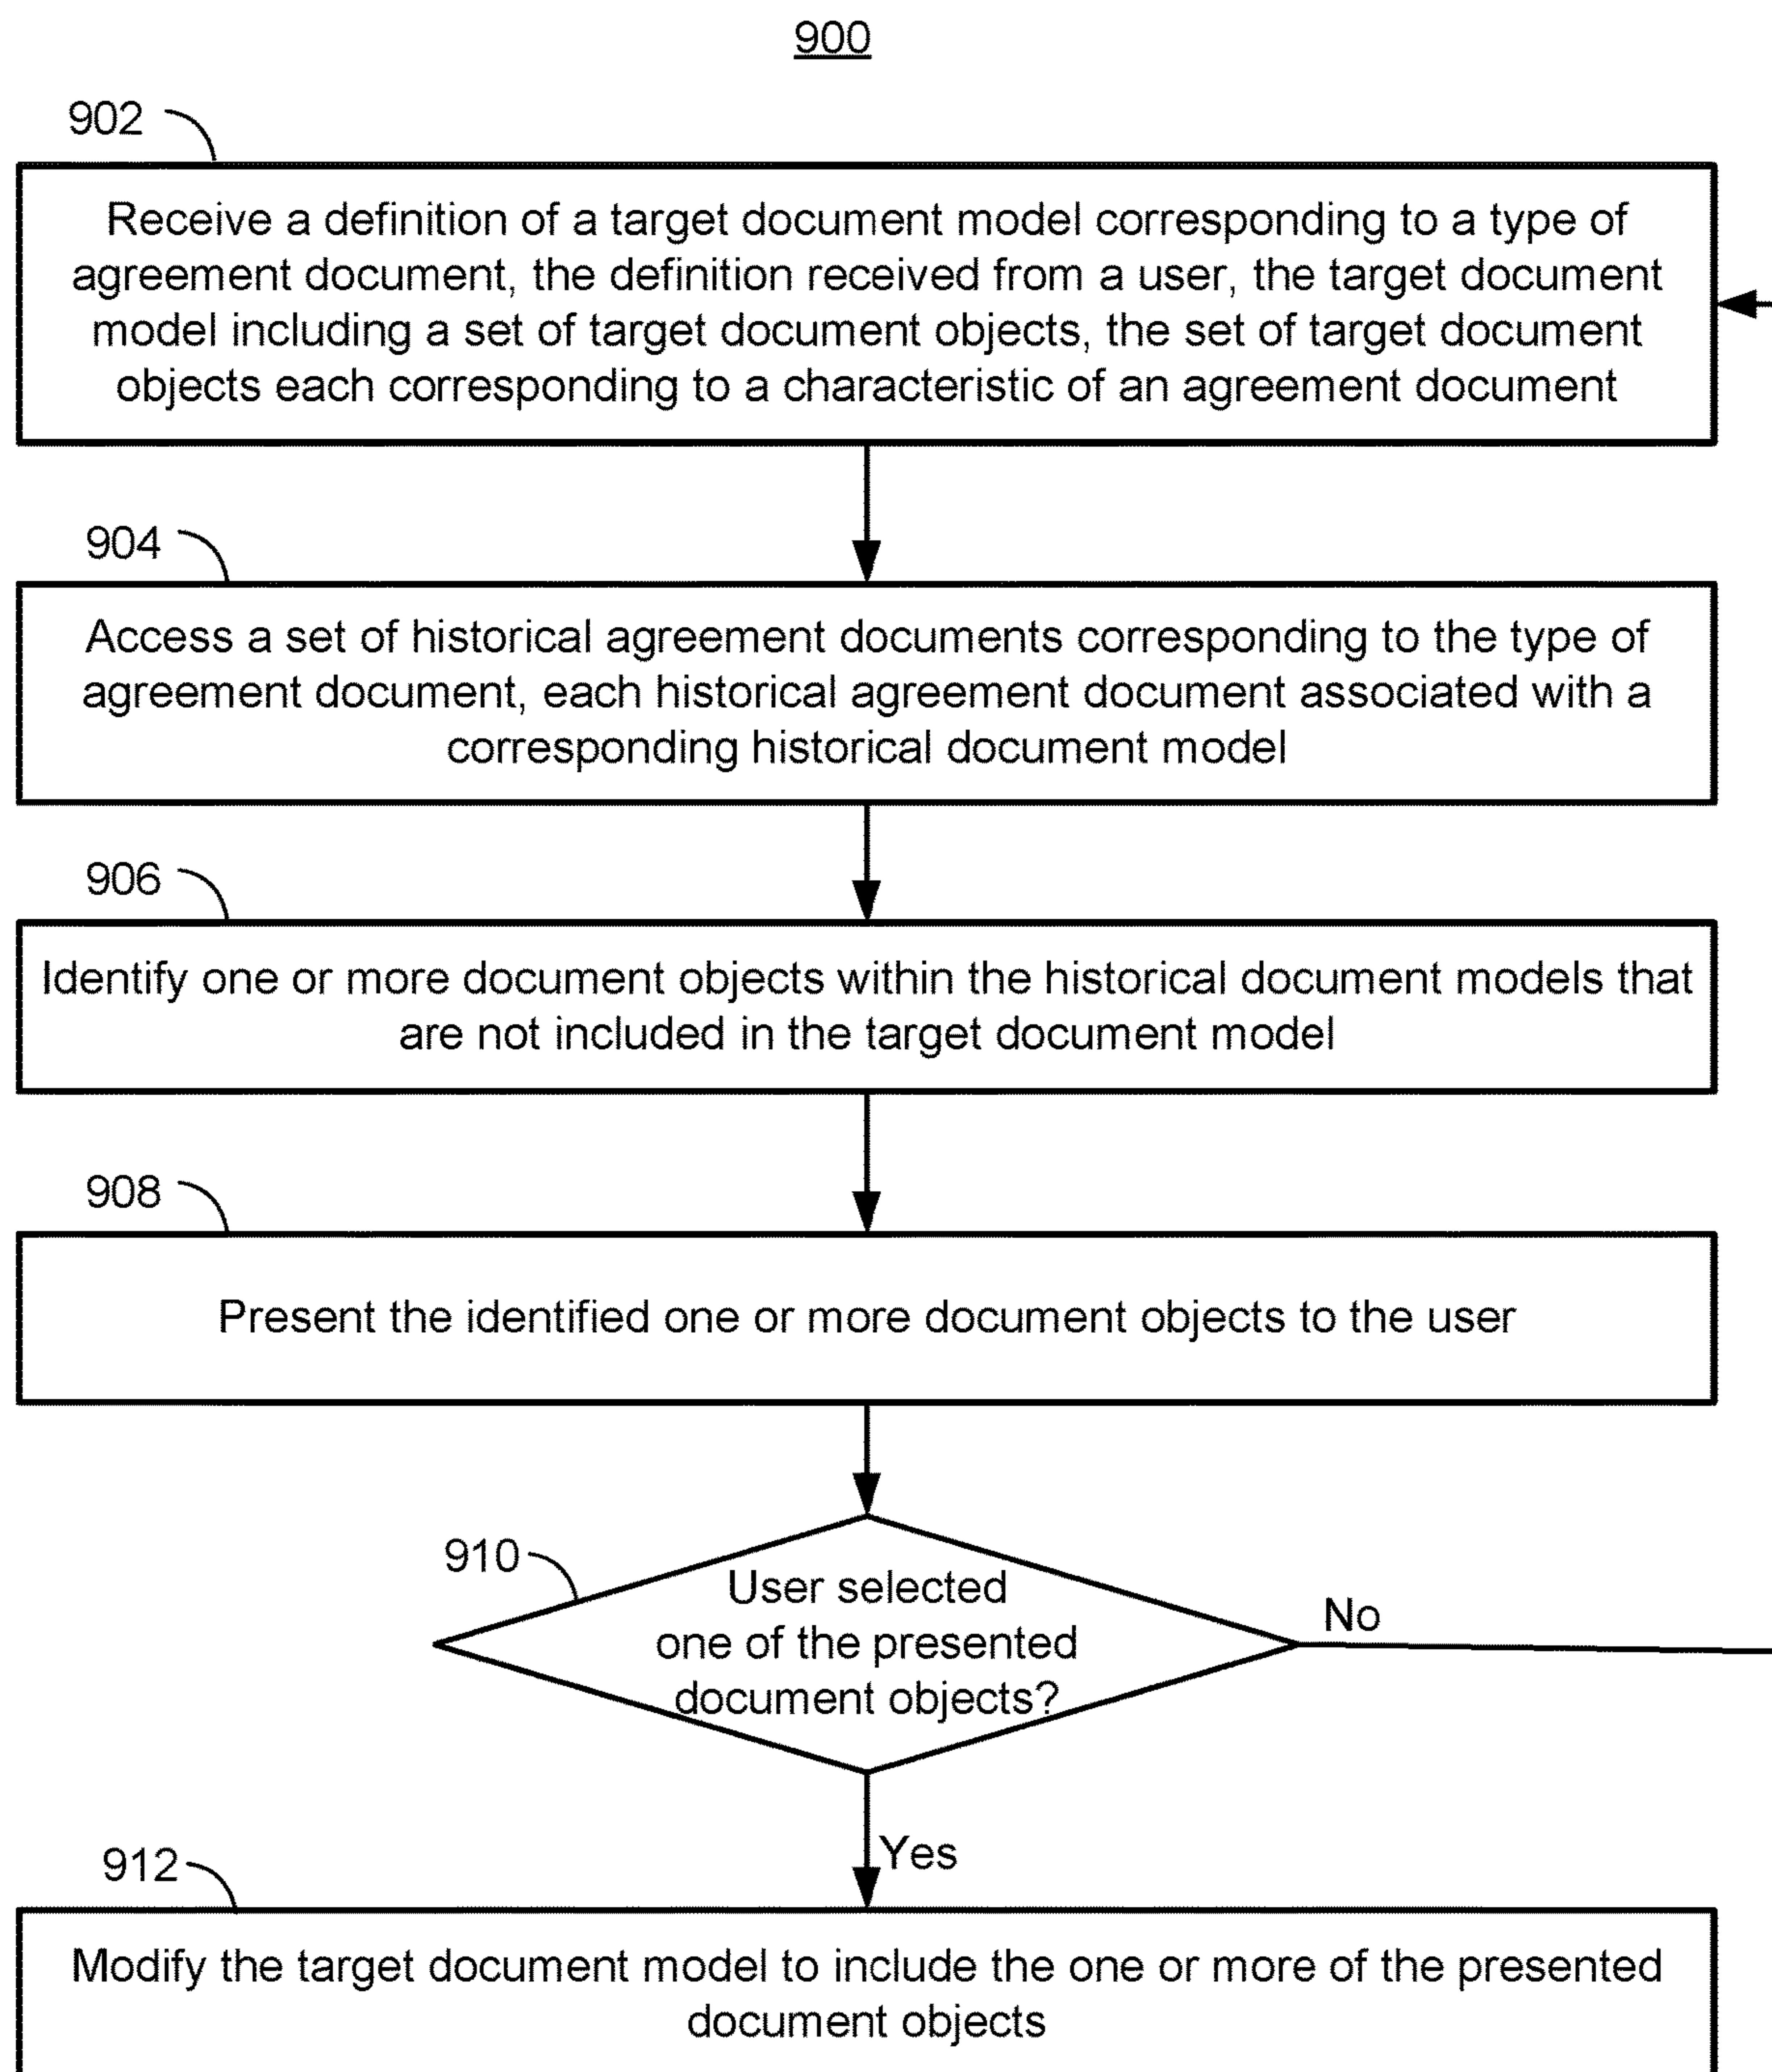 900
902
Receive a definition of a target document model corresponding to a type of
agreement document, the definition received from a user, the target document
model including a set of target document objects, the set of target document
objects each corresponding to a characteristic of an agreement document
904
Access a set of historical agreement documents corresponding to the type of
agreement document, each historical agreement document associated with a
corresponding historical document model
906
Identify one or more document objects within the historical document models that
are not included in the target document model
908
Present the identified one or more document objects to the user
910
User selected
one of the presented
document objects?
No
Yes
912
Modify the target document model to include the one or more of the presented
document objects